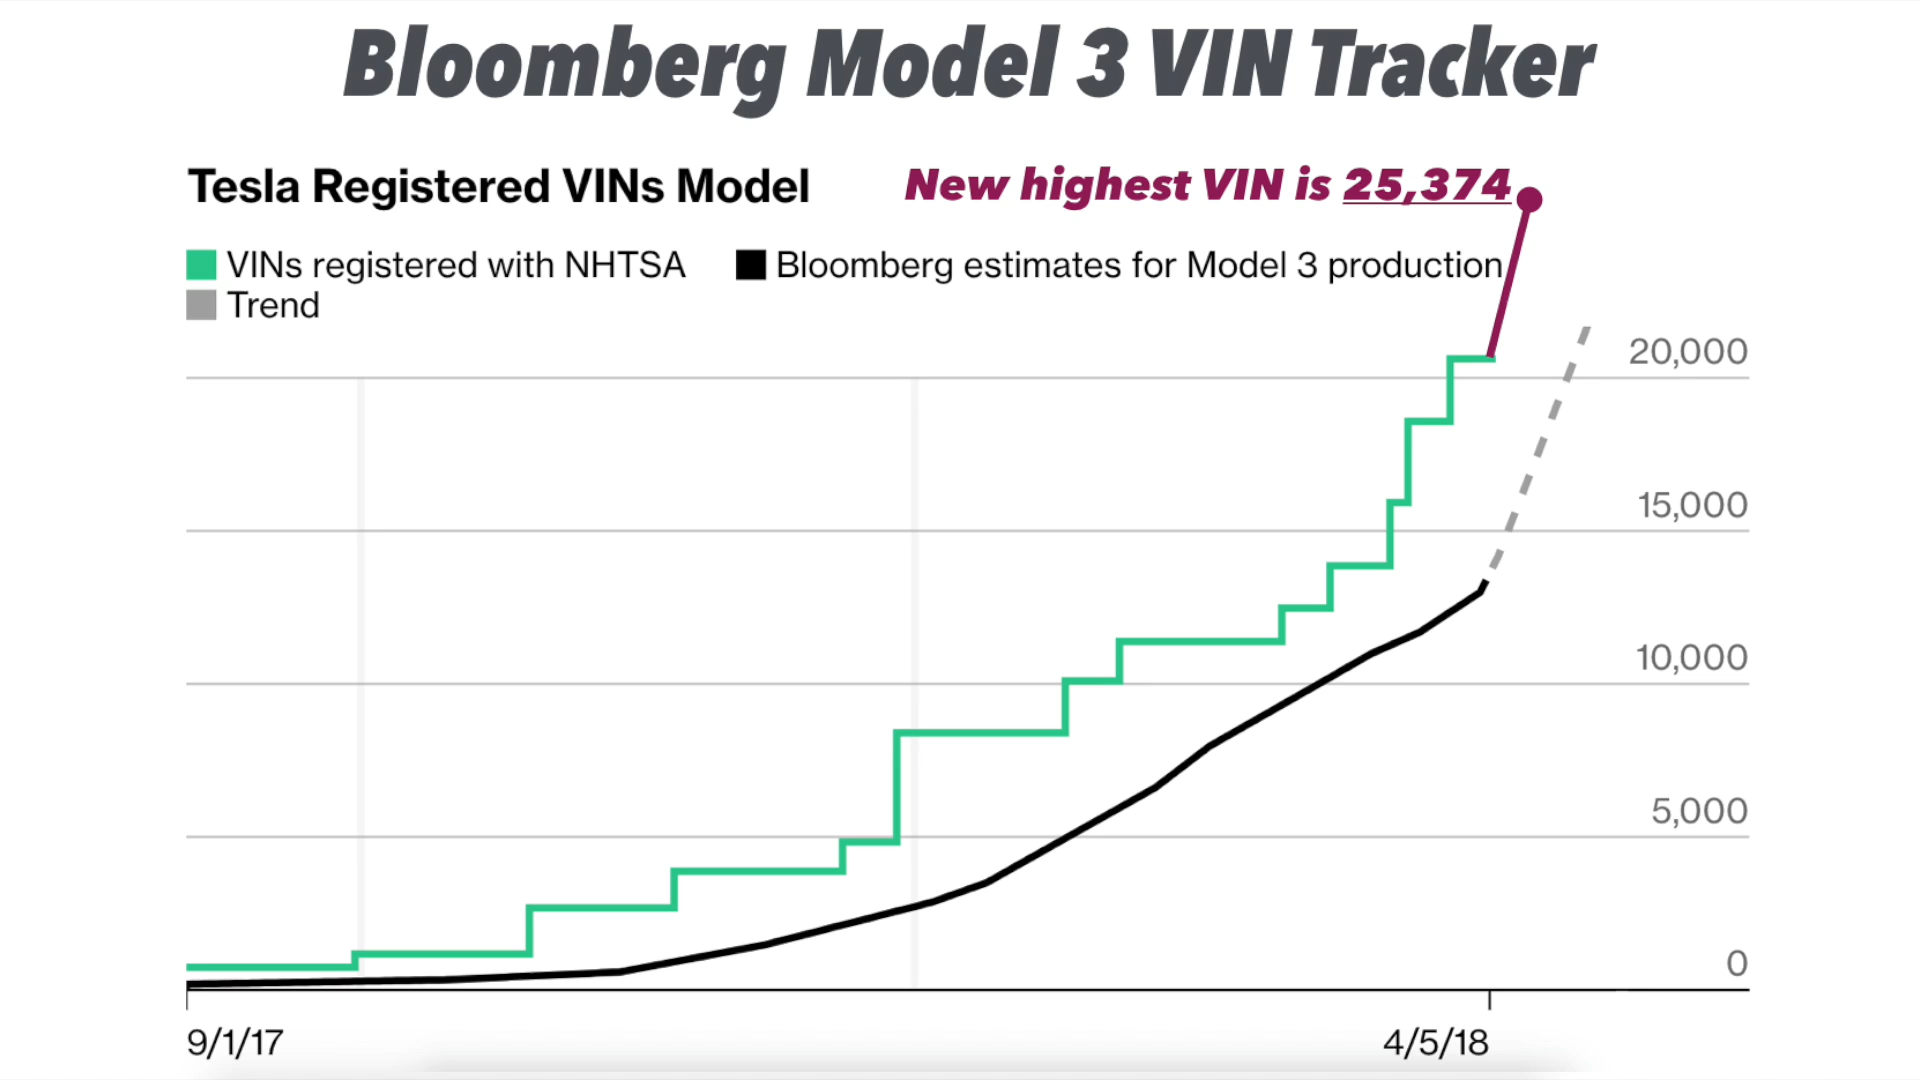 Bloomberg Model 3 VIN Tracker
Tesla Registered VINs Model
New highest VIN is 25,374
VINs registered with NHTSA
Bloomberg estimates for Model 3 production
Trend
20,000
15,000
10,000
5,000
0
9/1/17
4/5/18